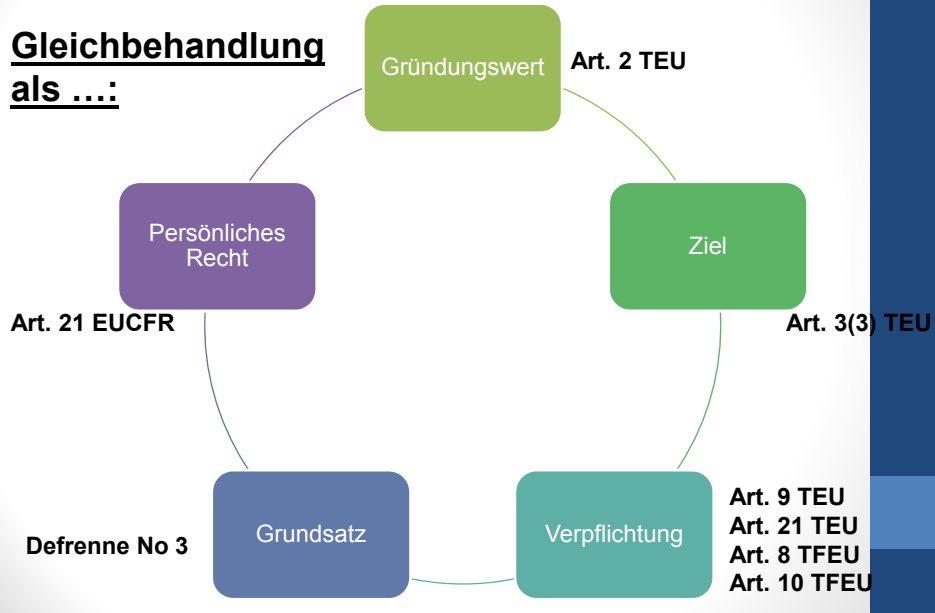 Gleichbehandlung
als …:
Gründungswert
Art. 2 TEU
Ziel
Art. 3(3) TEU
Verpflichtung
Art. 9 TEU
Art. 21 TEU
Art. 8 TFEU
Art. 10 TFEU
Grundsatz
Defrenne No 3
Persönliches
Recht
Art. 21 EUCFR